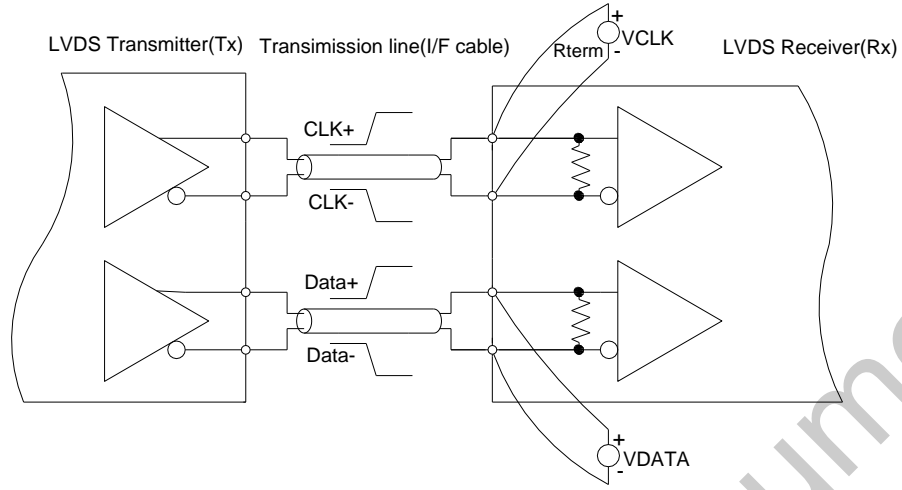 LVDS Transmitter(Tx)
Transimission line(I/F cable)
Rterm
+
VCLK
-
LVDS Receiver(Rx)
CLK+
CLK-
Data+
Data-
+
VDATA
-